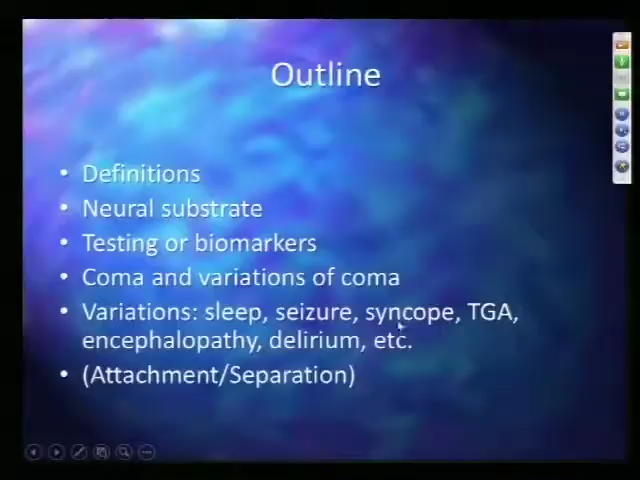 Outline
• Definitions
• Neural substrate
• Testing or biomarkers
• Coma and variations of coma
• Variations: sleep, seizure, syncope, TGA,
encephalopathy, delirium, etc.
• (Attachment/Separation)